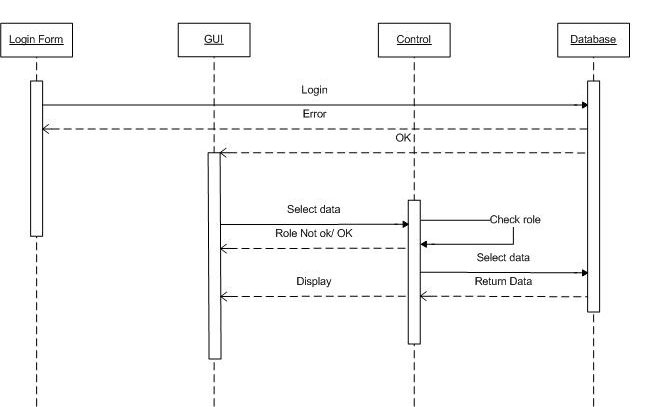 Login Form
GUI
Control
Database
Login
Error
OK
Select data
Check role
Role Not ok/ OK
Select data
Display
Return Data